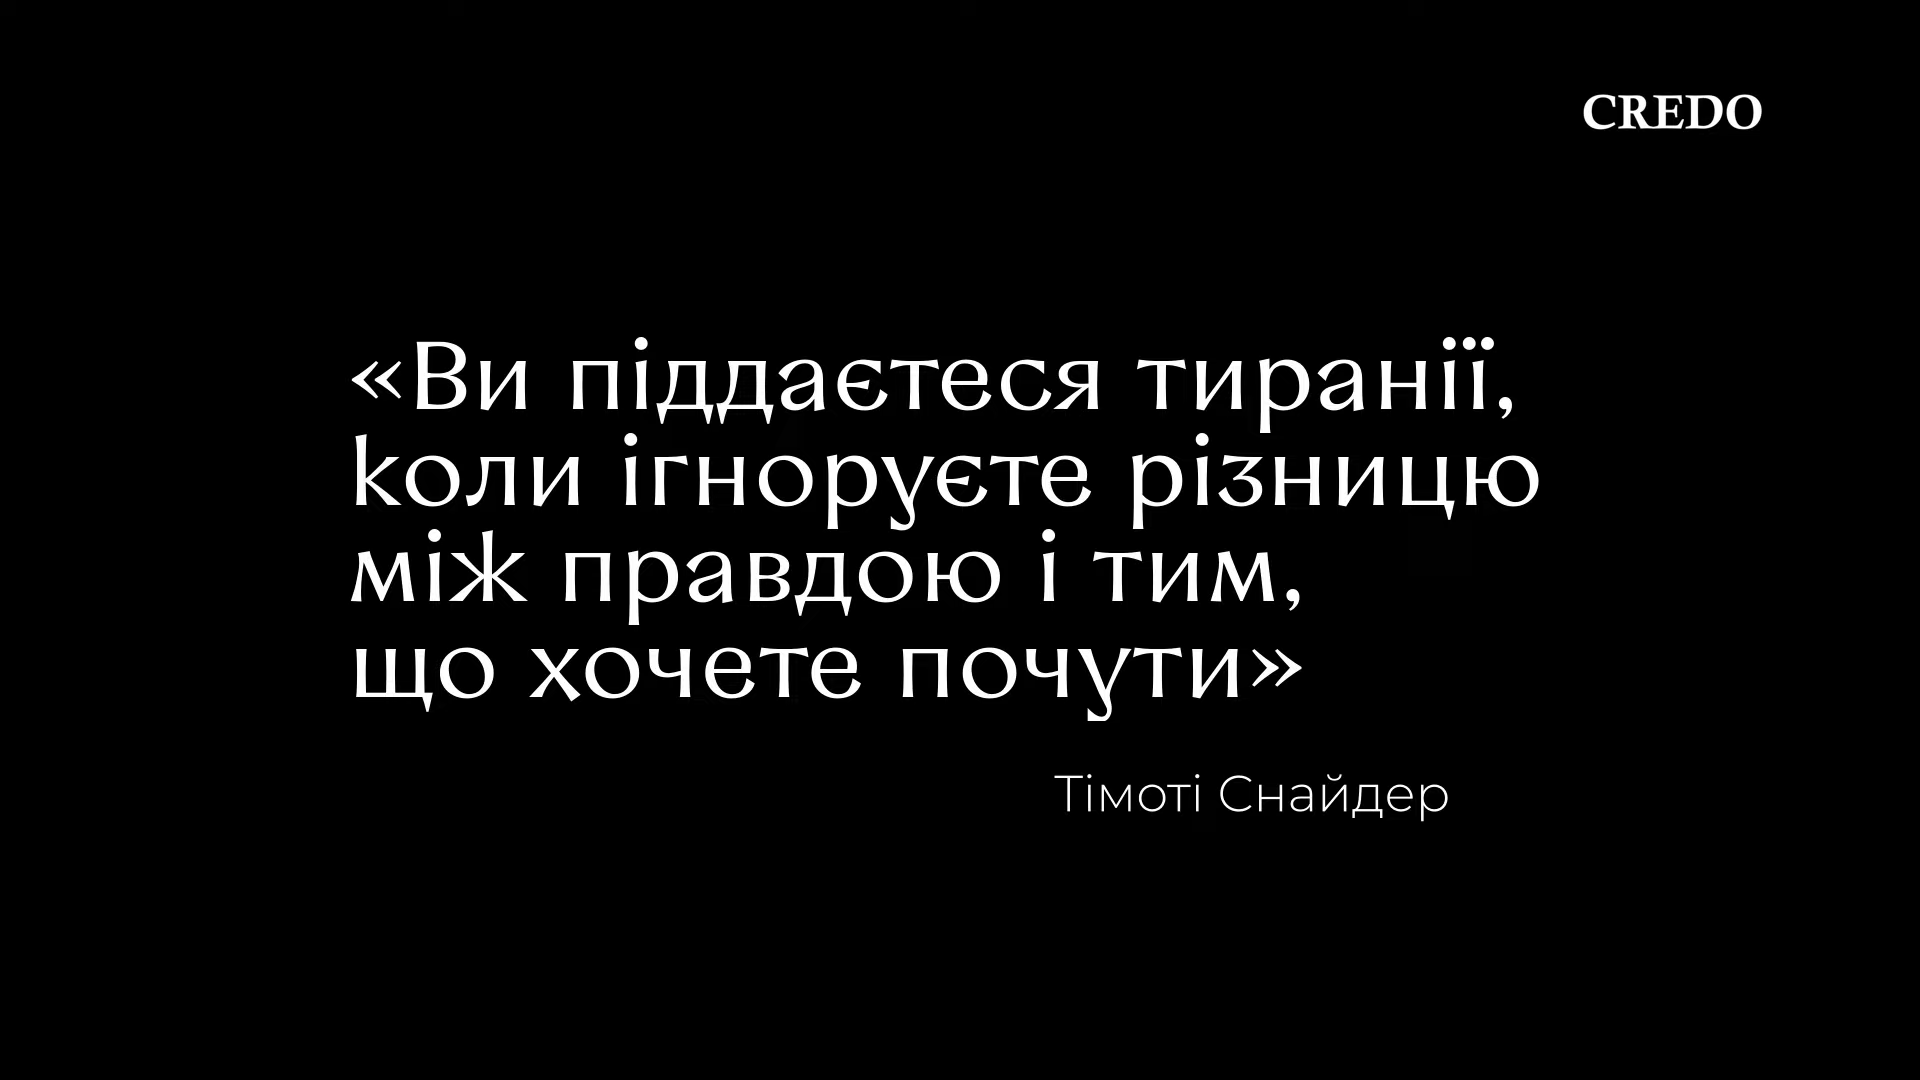 CREDO
«Ви піддаєтеся тиранії,
коли ігноруєте різницю
між правдою і тим,
що хочете почути»
Тімоті Снайдер